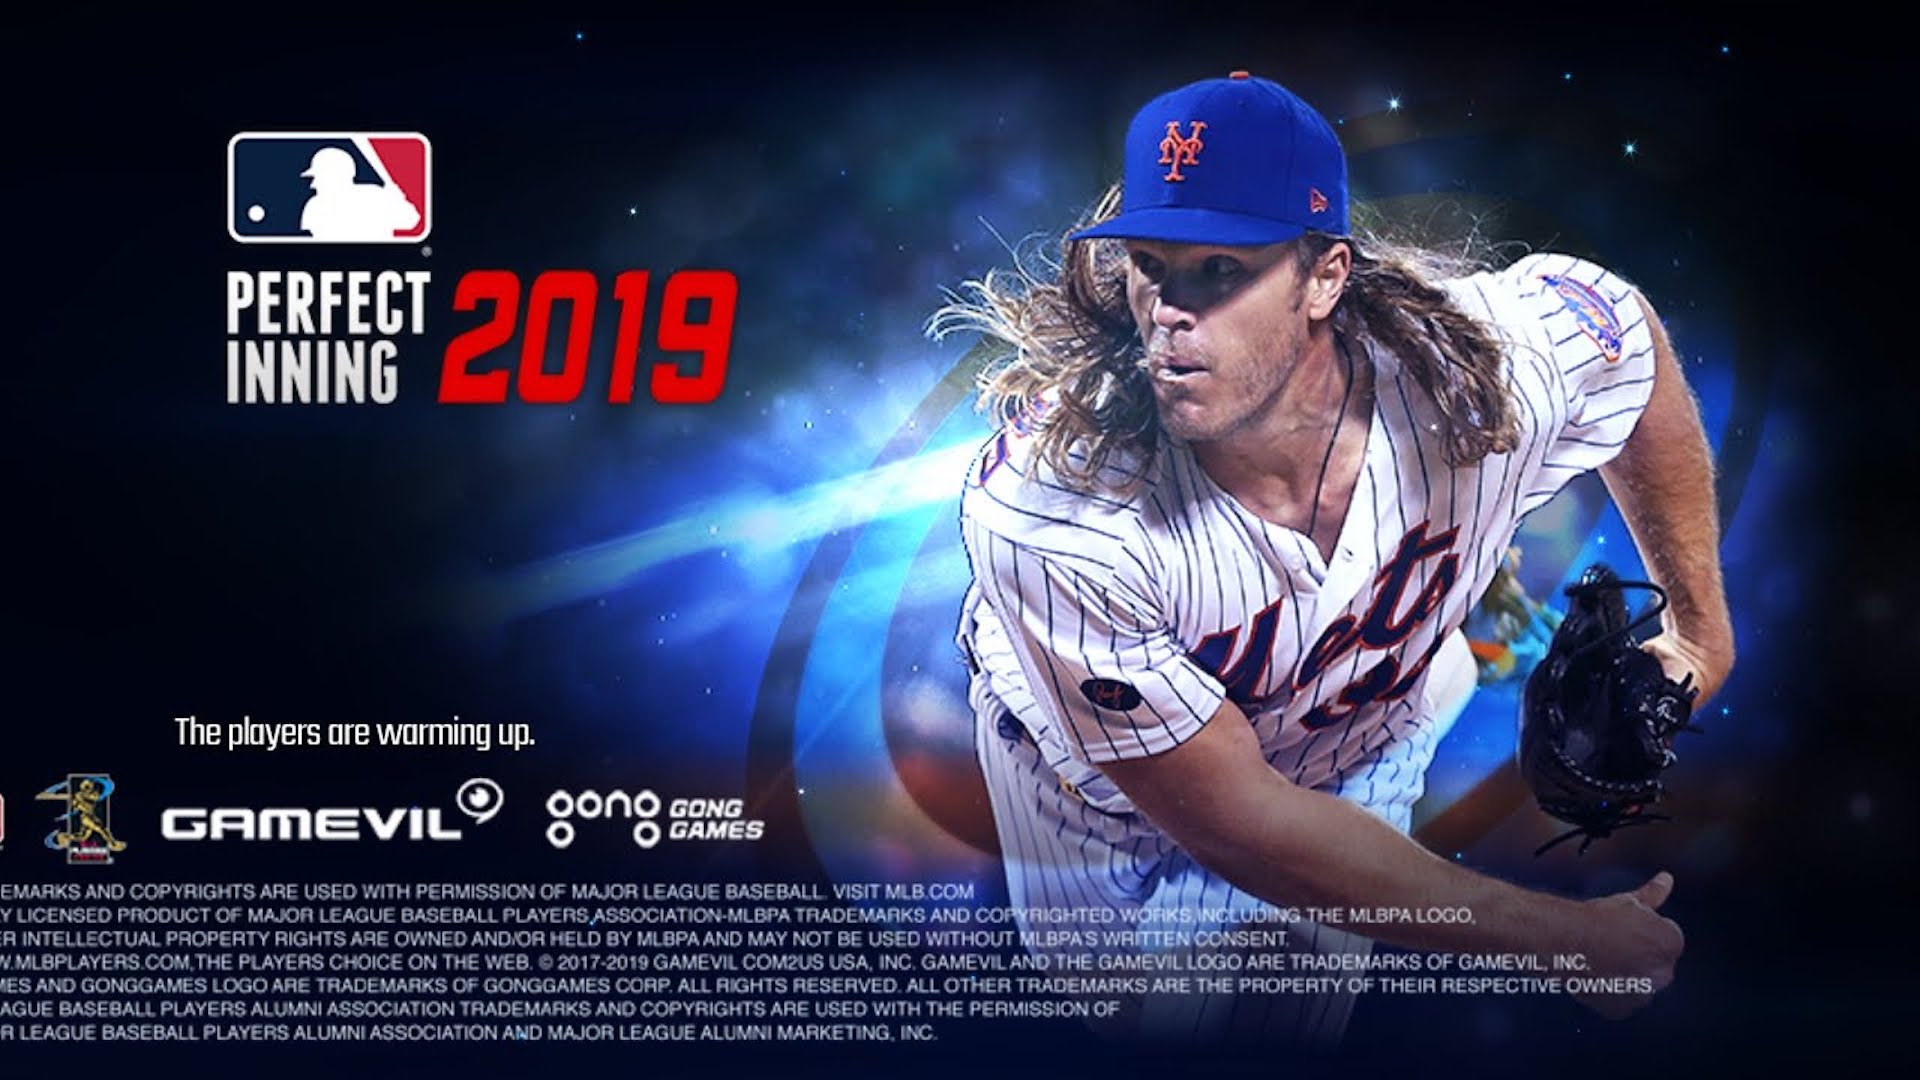 PERFECT
INNING
2019
NY
Mets
The players are warming up.
GAMEVIL
gong GONG
GAMES
EMARKS AND COPYRIGHTS ARE USED WITH PERMISSION OF MAJOR LEAGUE BASEBALL. VISIT MLB.COM
Y LICENSED PRODUCT OF MAJOR LEAGUE BASEBALL PLAYERS,ASSOCIATION-MLBPA TRADEMARKS AND COPYRIGHTED WORKS,INCLUDING THE MLBPA LOGO,
R INTELLECTUAL PROPERTY RIGHTS ARE OWNED AND/OR HELD BY MLBPA AND MAY NOT BE USED WITHOUT MLBPA'S WRITTEN CONSENT.
W.MLBPLAYERS.COM,THE PLAYERS CHOICE ON THE WEB. © 2017-2019 GAMEVIL COM2US USA, INC. GAMEVIL AND THE GAMEVIL LOGO ARE TRADEMARKS OF GAMEVIL, INC.
MES AND GONGGAMES LOGO ARE TRADEMARKS OF GONGGAMES CORP. ALL RIGHTS RESERVED. ALL OTHER TRADEMARKS ARE THE PROPERTY OF THEIR RESPECTIVE OWNERS.
AGUE BASEBALL PLAYERS ALUMNI ASSOCIATION TRADEMARKS AND COPYRIGHTS ARE USED WITH THE PERMISSION OF
R LEAGUE BASEBALL PLAYERS ALUMNI ASSOCIATION AND MAJOR LEAGUE ALUMNI MARKETING, INC.